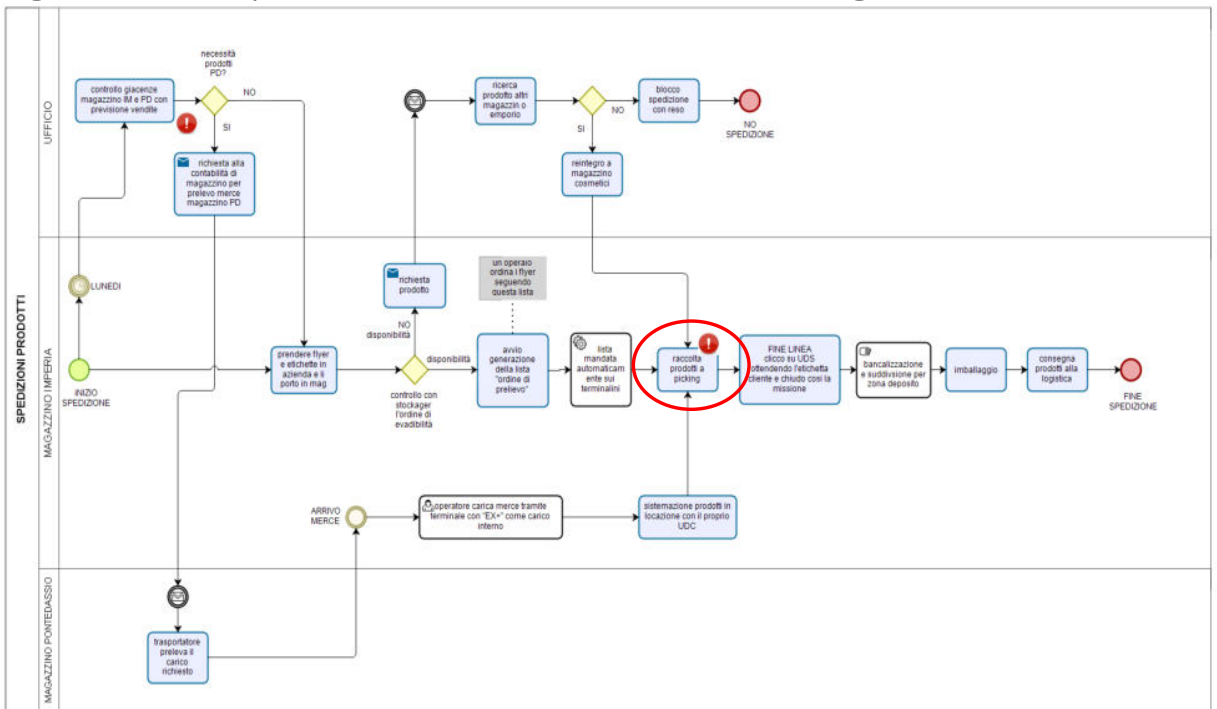 necessità
prodotti
PD?
controllo giacenze
magazzino IM e PD con
previsione vendite
NO
SI
richiesta alla
contabilità di
magazzino per
prelevo merce
magazzino PD
ricerca
prodotto altri
magazzin o
emporio
NO
SI
blocco
spedizione
con reso
NO
SPEDIZIONE
reintegro a
magazzino
cosmetici
UFFICIO
SPEDIZIONI PRODOTTI
MAGAZZINO IMPERIA
LUNEDI
INIZIO
SPEDIZIONE
prendere flyer
e etichette in
azienda e li
porto in mag
richiesta
prodotto
NO
disponibilità
disponibilità
controllo con
stockager
l'ordine di
evadibilità
un operaio
ordina i flyer
seguendo
questa lista
avvio
generazione
della lista
"ordine di
prelievo"
lista
mandata
automaticam
ente sui
terminalini
raccolta
prodotti a
picking
FINE LINEA
clicco su UDS
ottendendo l'etichetta
cliente e chiudo cosi la
missione
bancalizzazione
e suddivsione per
zona deposito
imballaggio
consegna
prodotti alla
logistica
FINE
SPEDIZIONE
ARRIVO
MERCE
operatore carica merce tramite
terminale con "EX+" come carico
interno
sistemazione prodotti in
locazione con il proprio
UDC
MAGAZZINO PONTEDASSIO
trasportatore
preleva il
carico
richiesto